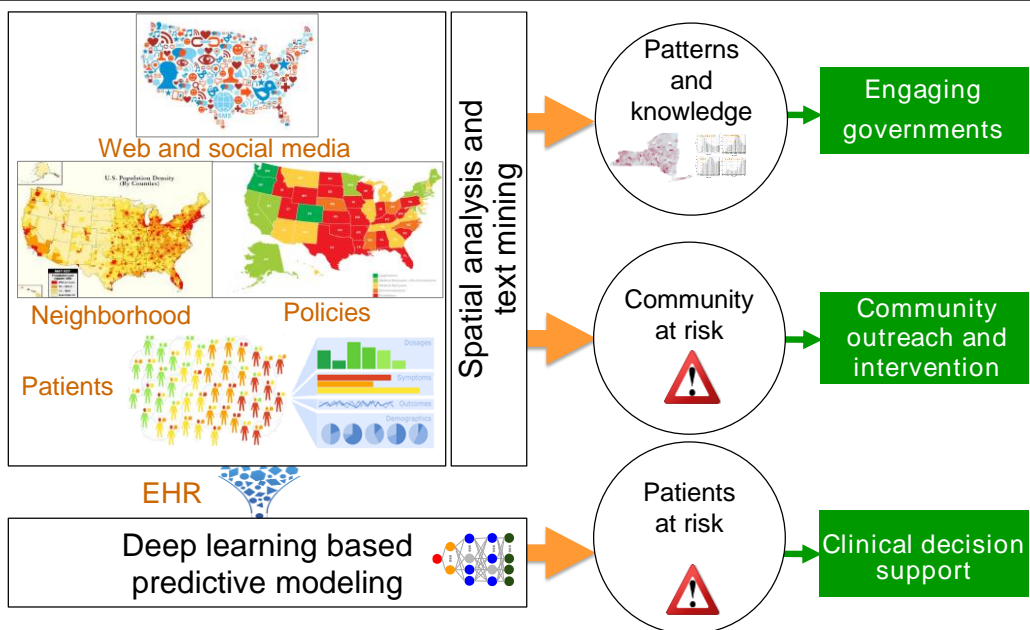 Web and social media
U.S. Population Density
(By Counties)
Neighborhood
Policies
Patients
Dosages
Symptoms
Outcomes
Demographics
Spatial analysis and
text mining
EHR
Deep learning based
predictive modeling
Patterns
and
knowledge
Engaging
governments
Community
at risk
Community
outreach and
intervention
Patients
at risk
Clinical decision
support